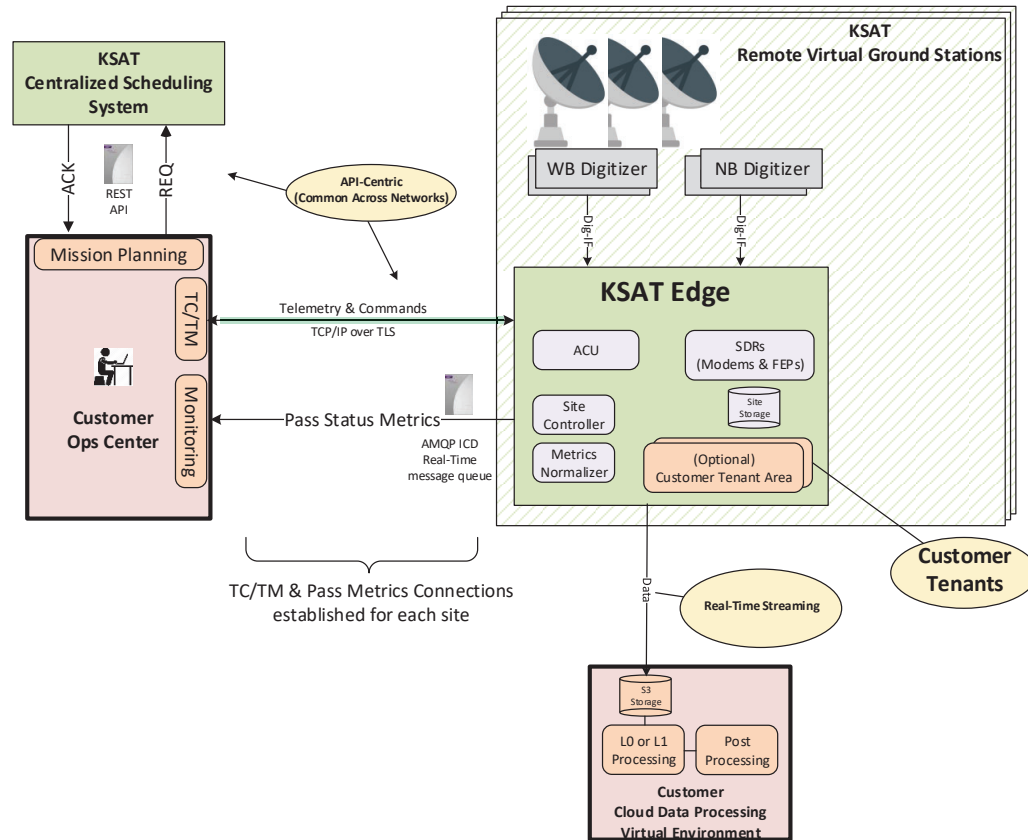 KSAT
Centralized Scheduling
System
ACK
REST
API
REQ
API-Centric
(Common Across Networks)
Mission Planning
TC/TM
Monitoring
Customer
Ops Center
Telemetry & Commands
TCP/IP over TLS
Pass Status Metrics
AMQP ICD
Real-Time
message queue
TC/TM & Pass Metrics Connections
established for each site
KSAT
Remote Virtual Ground Stations
WB Digitizer
NB Digitizer
Dig-IF
Dig-IF
KSAT Edge
ACU
SDRs
(Modems & FEPs)
Site
Controller
Site
Storage
Metrics
Normalizer
(Optional)
Customer Tenant Area
Customer
Tenants
Data
Real-Time Streaming
S3
Storage
L0 or L1
Processing
Post
Processing
Customer
Cloud Data Processing
Virtual Environment